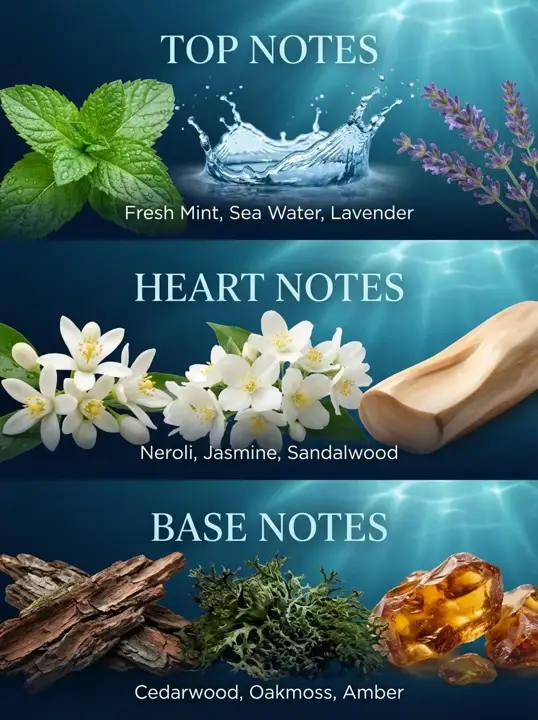 TOP NOTES
Fresh Mint, Sea Water, Lavender
HEART NOTES
Neroli, Jasmine, Sandalwood
BASE NOTES
Cedarwood, Oakmoss, Amber